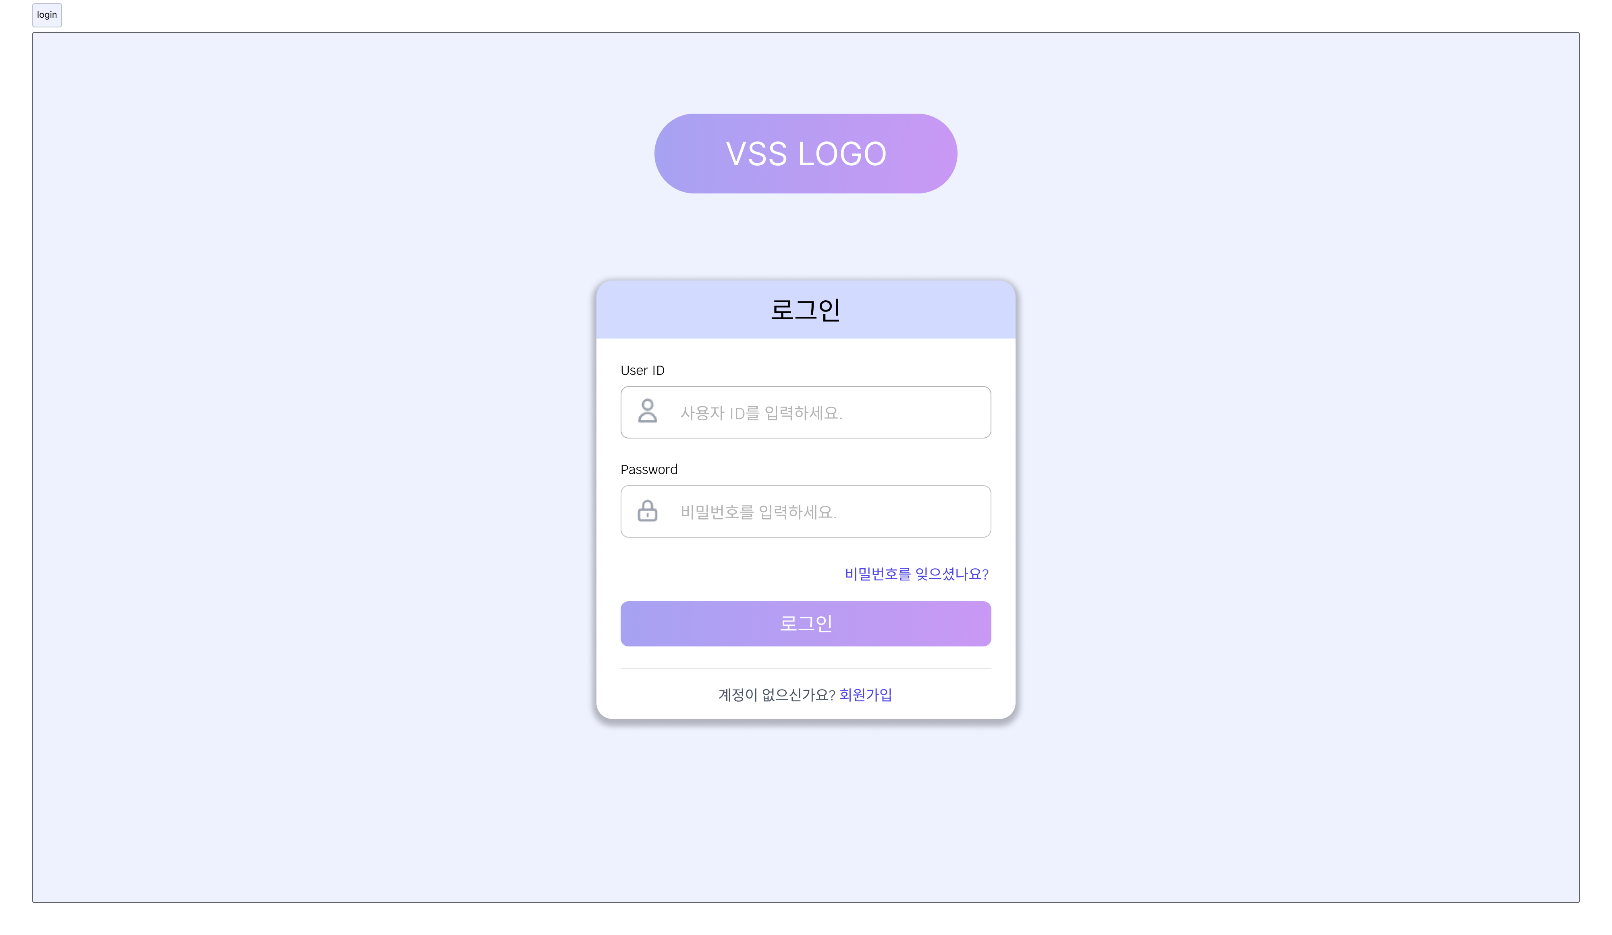 login
VSS LOGO
로그인
User ID
사용자 ID를 입력하세요.
Password
비밀번호를 입력하세요.
비밀번호를 잊으셨나요?
로그인
계정이 없으신가요? 회원가입